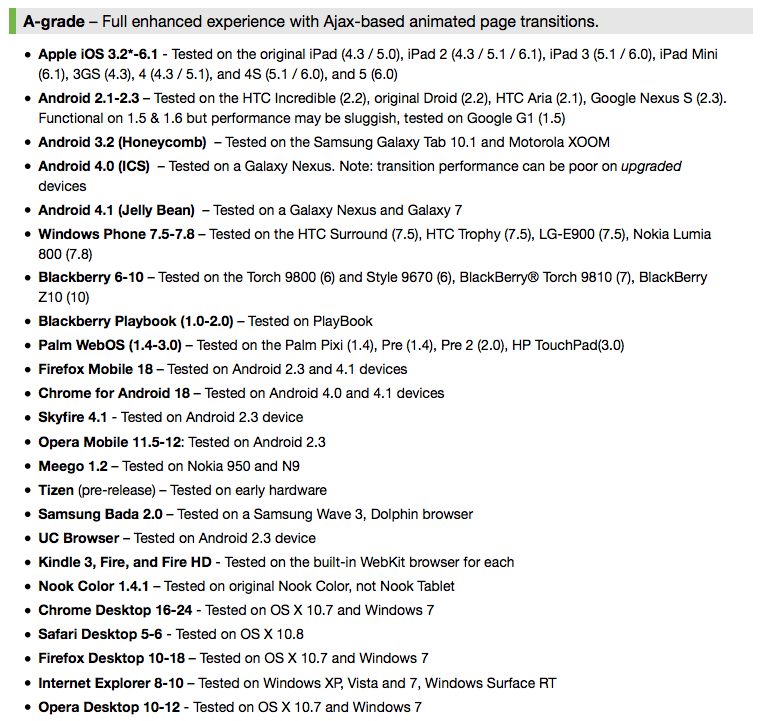 A-grade – Full enhanced experience with Ajax-based animated page transitions.
• Apple iOS 3.2*-6.1 - Tested on the original iPad (4.3 / 5.0), iPad 2 (4.3 / 5.1 / 6.1), iPad 3 (5.1 / 6.0), iPad Mini
(6.1), 3GS (4.3), 4 (4.3 / 5.1), and 4S (5.1 / 6.0), and 5 (6.0)
• Android 2.1-2.3 – Tested on the HTC Incredible (2.2), original Droid (2.2), HTC Aria (2.1), Google Nexus S (2.3).
Functional on 1.5 & 1.6 but performance may be sluggish, tested on Google G1 (1.5)
• Android 3.2 (Honeycomb) – Tested on the Samsung Galaxy Tab 10.1 and Motorola XOOM
• Android 4.0 (ICS) – Tested on a Galaxy Nexus. Note: transition performance can be poor on upgraded
devices
• Android 4.1 (Jelly Bean) – Tested on a Galaxy Nexus and Galaxy 7
• Windows Phone 7.5-7.8 – Tested on the HTC Surround (7.5), HTC Trophy (7.5), LG-E900 (7.5), Nokia Lumia
800 (7.8)
• Blackberry 6-10 – Tested on the Torch 9800 (6) and Style 9670 (6), BlackBerry® Torch 9810 (7), BlackBerry
Z10 (10)
• Blackberry Playbook (1.0-2.0) – Tested on PlayBook
• Palm WebOS (1.4-3.0) – Tested on the Palm Pixi (1.4), Pre (1.4), Pre 2 (2.0), HP TouchPad(3.0)
• Firefox Mobile 18 – Tested on Android 2.3 and 4.1 devices
• Chrome for Android 18 – Tested on Android 4.0 and 4.1 devices
• Skyfire 4.1 - Tested on Android 2.3 device
• Opera Mobile 11.5-12: Tested on Android 2.3
• Meego 1.2 – Tested on Nokia 950 and N9
• Tizen (pre-release) – Tested on early hardware
• Samsung Bada 2.0 – Tested on a Samsung Wave 3, Dolphin browser
• UC Browser – Tested on Android 2.3 device
• Kindle 3, Fire, and Fire HD - Tested on the built-in WebKit browser for each
• Nook Color 1.4.1 – Tested on original Nook Color, not Nook Tablet
• Chrome Desktop 16-24 - Tested on OS X 10.7 and Windows 7
• Safari Desktop 5-6 - Tested on OS X 10.8
• Firefox Desktop 10-18 – Tested on OS X 10.7 and Windows 7
• Internet Explorer 8-10 – Tested on Windows XP, Vista and 7, Windows Surface RT
• Opera Desktop 10-12 - Tested on OS X 10.7 and Windows 7